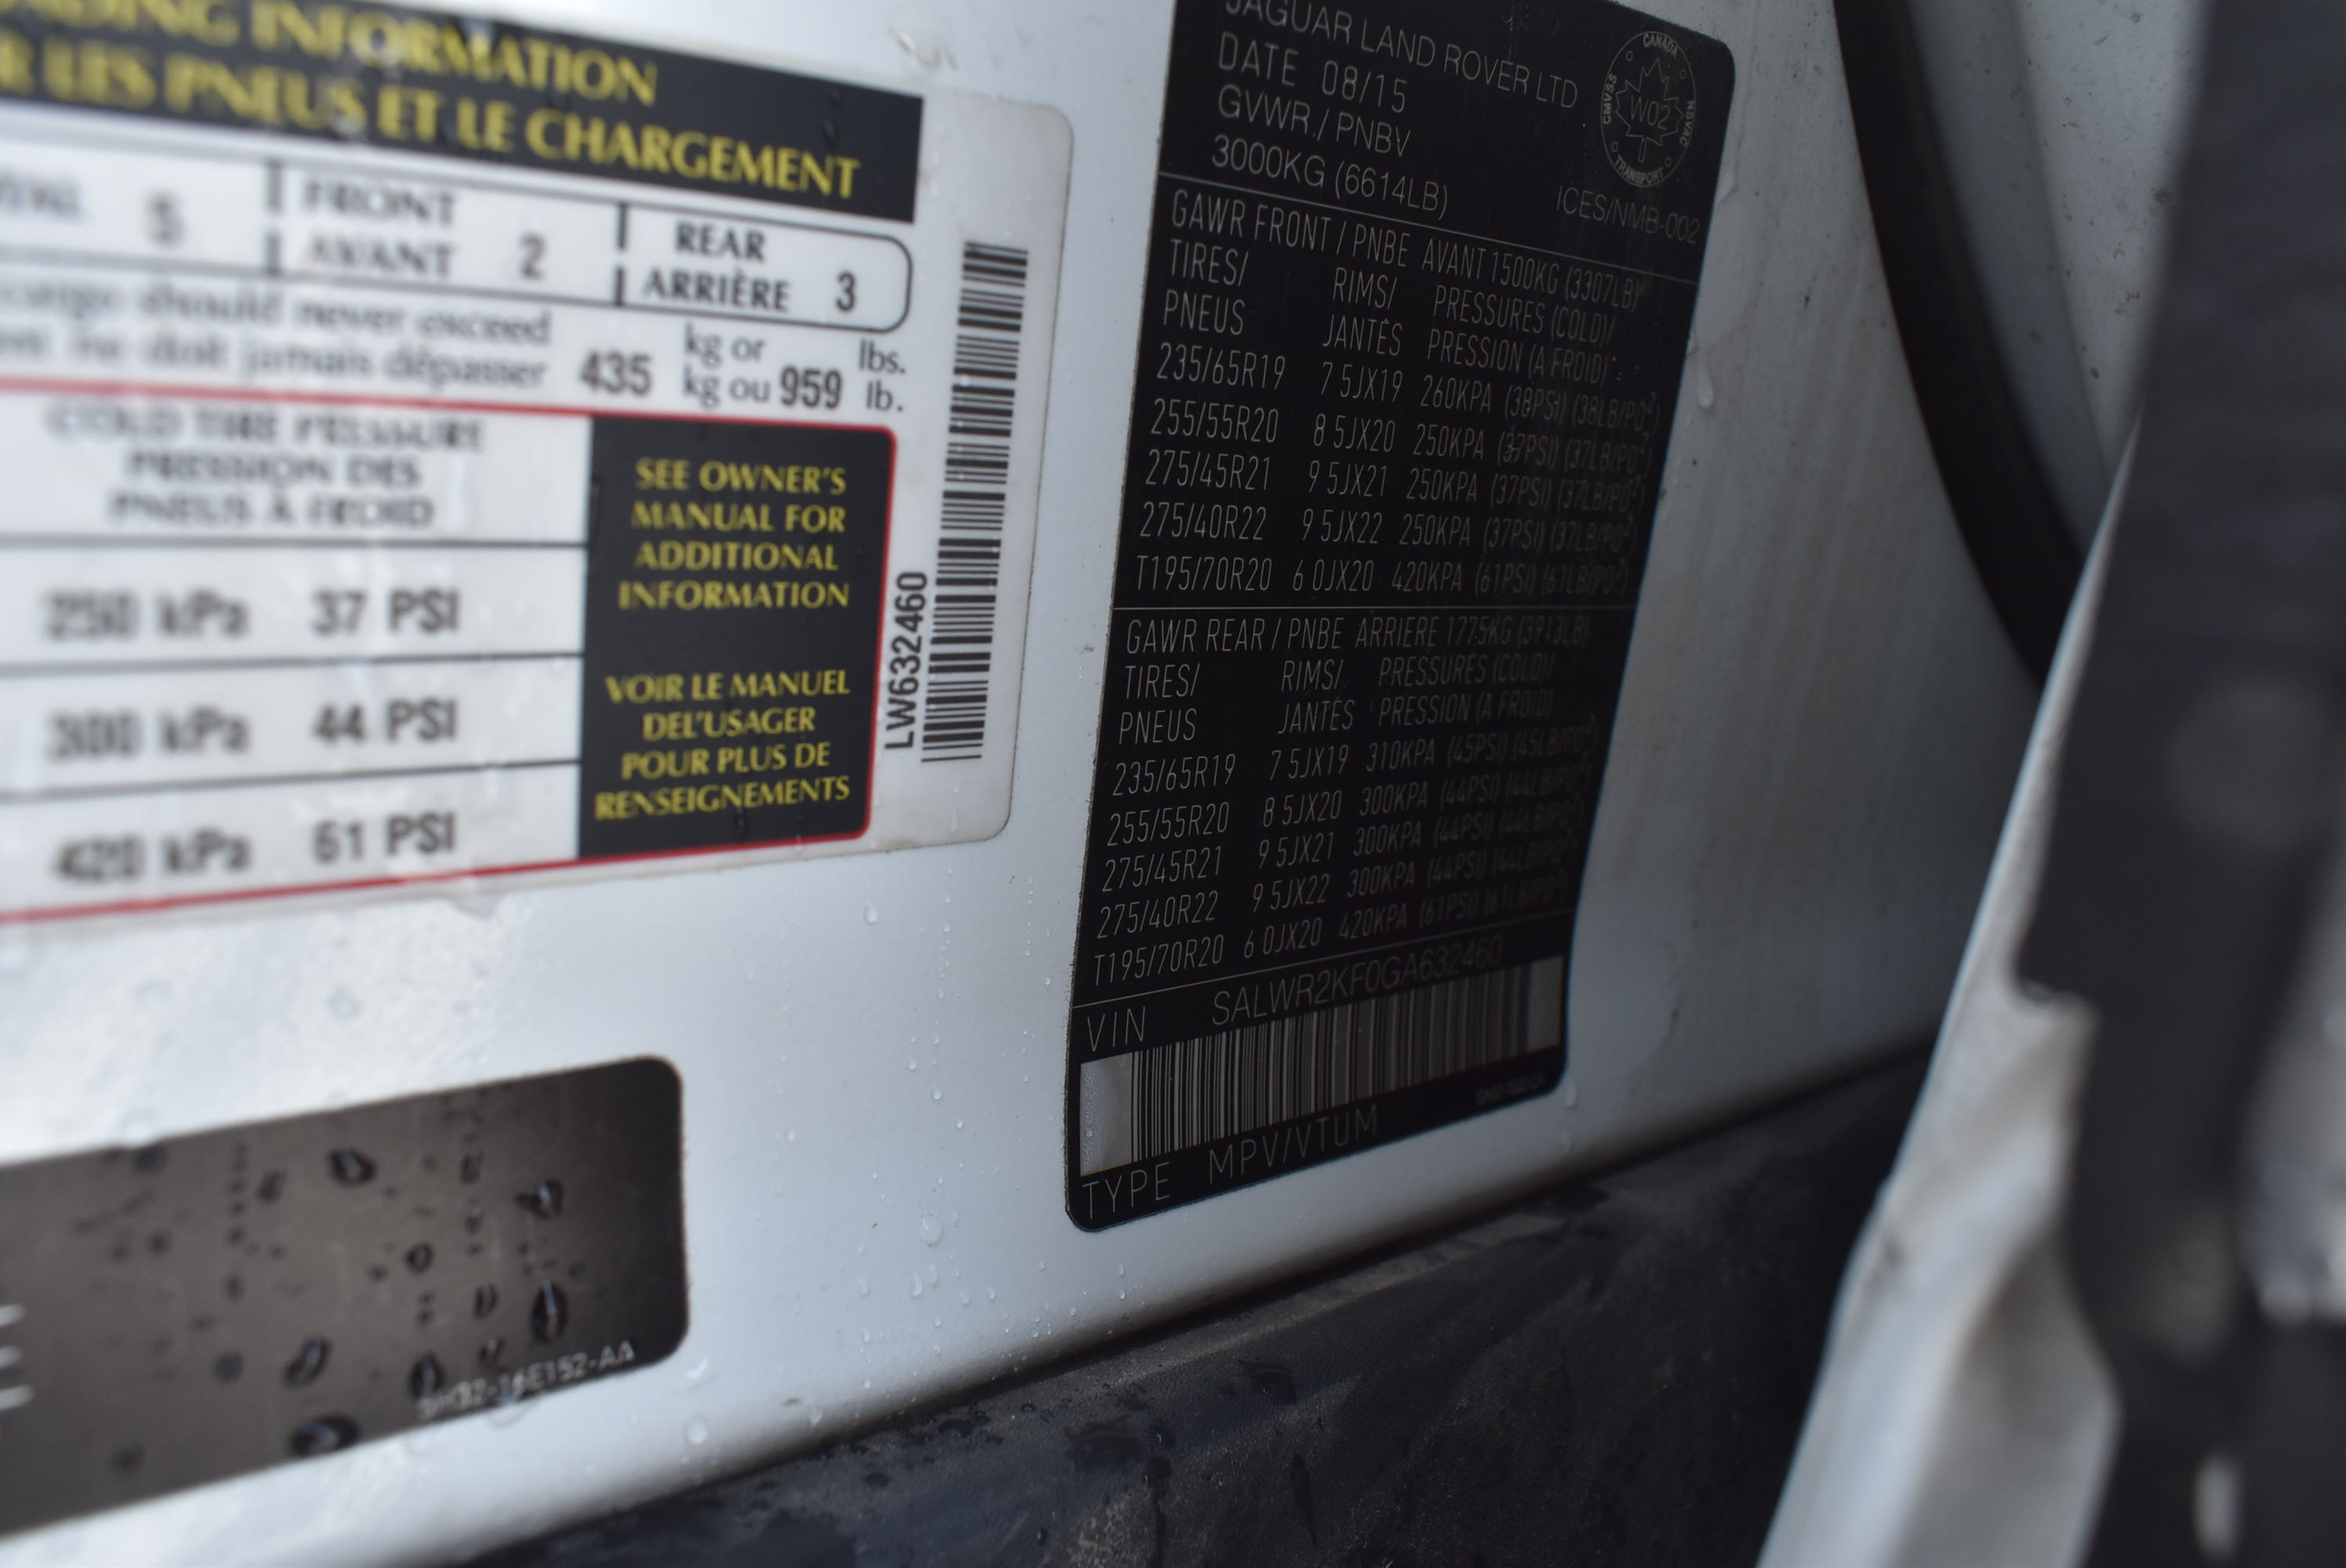 ADING INFORMATION
R LES PNEUS ET LE CHARGEMENT
5
FRONT
AVANT 2
REAR
ARRIÈRE 3
cargo should never exceed
ne doit jamais dépasser
435 kg or
kg ou 959 lbs.
lb.
COLD TIRE PRESSURE
PRESSION DES
PNEUS À FROID
250 kPa 37 PSI
300 kPa 44 PSI
420 kPa 61 PSI
SEE OWNER'S
MANUAL FOR
ADDITIONAL
INFORMATION
VOIR LE MANUEL
DEL'USAGER
POUR PLUS DE
RENSEIGNEMENTS
LW632460
JAGUAR LAND ROVER LTD
DATE 08/15
GVWR./ PNBV
3000KG (6614LB)
CANADA
CMVSS
W02
NSVAC
TRANSPORT
ICES/NMB-002
GAWR FRONT / PNBE AVANT 1500KG (3307LB)
TIRES/ RIMS/ PRESSURES (COLD)/
PNEUS JANTES PRESSION (A FROID) :
235/65R19 7 5JX19 260KPA (38PSI) (38LB/PO²)
255/55R20 8 5JX20 250KPA (37PSI) (37LB/PO²)
275/45R21 9 5JX21 250KPA (37PSI) (37LB/PO²)
275/40R22 9 5JX22 250KPA (37PSI) (37LB/PO²)
T195/70R20 6 0JX20 420KPA (61PSI) (61LB/PO²)
GAWR REAR / PNBE ARRIERE 1775KG (3913LB)
TIRES/ RIMS/ PRESSURES (COLD)/
PNEUS JANTES PRESSION (A FROID)
235/65R19 7 5JX19 310KPA (45PSI) (45LB/PO²)
255/55R20 8 5JX20 300KPA (44PSI) (44LB/PO²)
275/45R21 9 5JX21 300KPA (44PSI) (44LB/PO²)
275/40R22 9 5JX22 300KPA (44PSI) (44LB/PO²)
T195/70R20 6 0JX20 420KPA (61PSI) (61LB/PO²)
VIN SALWR2KF0GA632460
TYPE MPV/VTUM